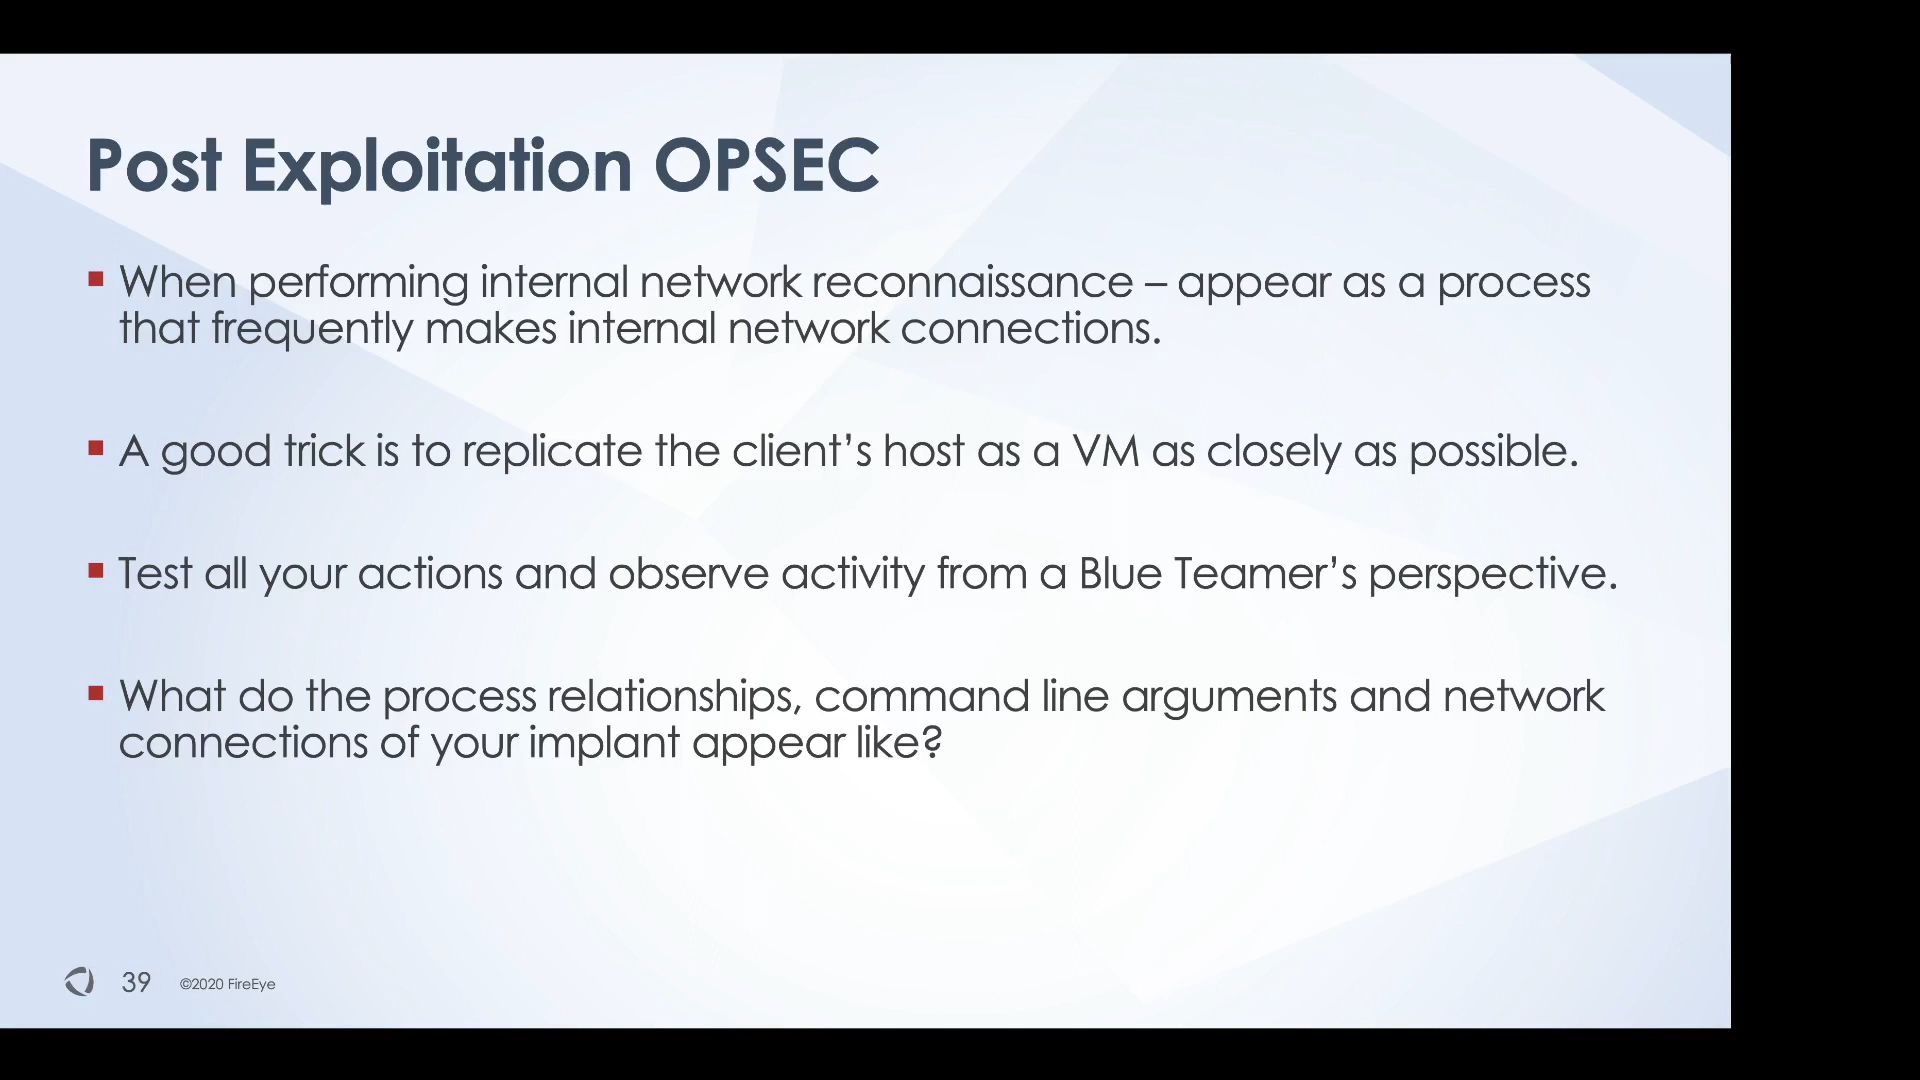 Post Exploitation OPSEC
When performing internal network reconnaissance – appear as a process
that frequently makes internal network connections.
A good trick is to replicate the client’s host as a VM as closely as possible.
Test all your actions and observe activity from a Blue Teamer’s perspective.
What do the process relationships, command line arguments and network
connections of your implant appear like?
39 ©2020 FireEye